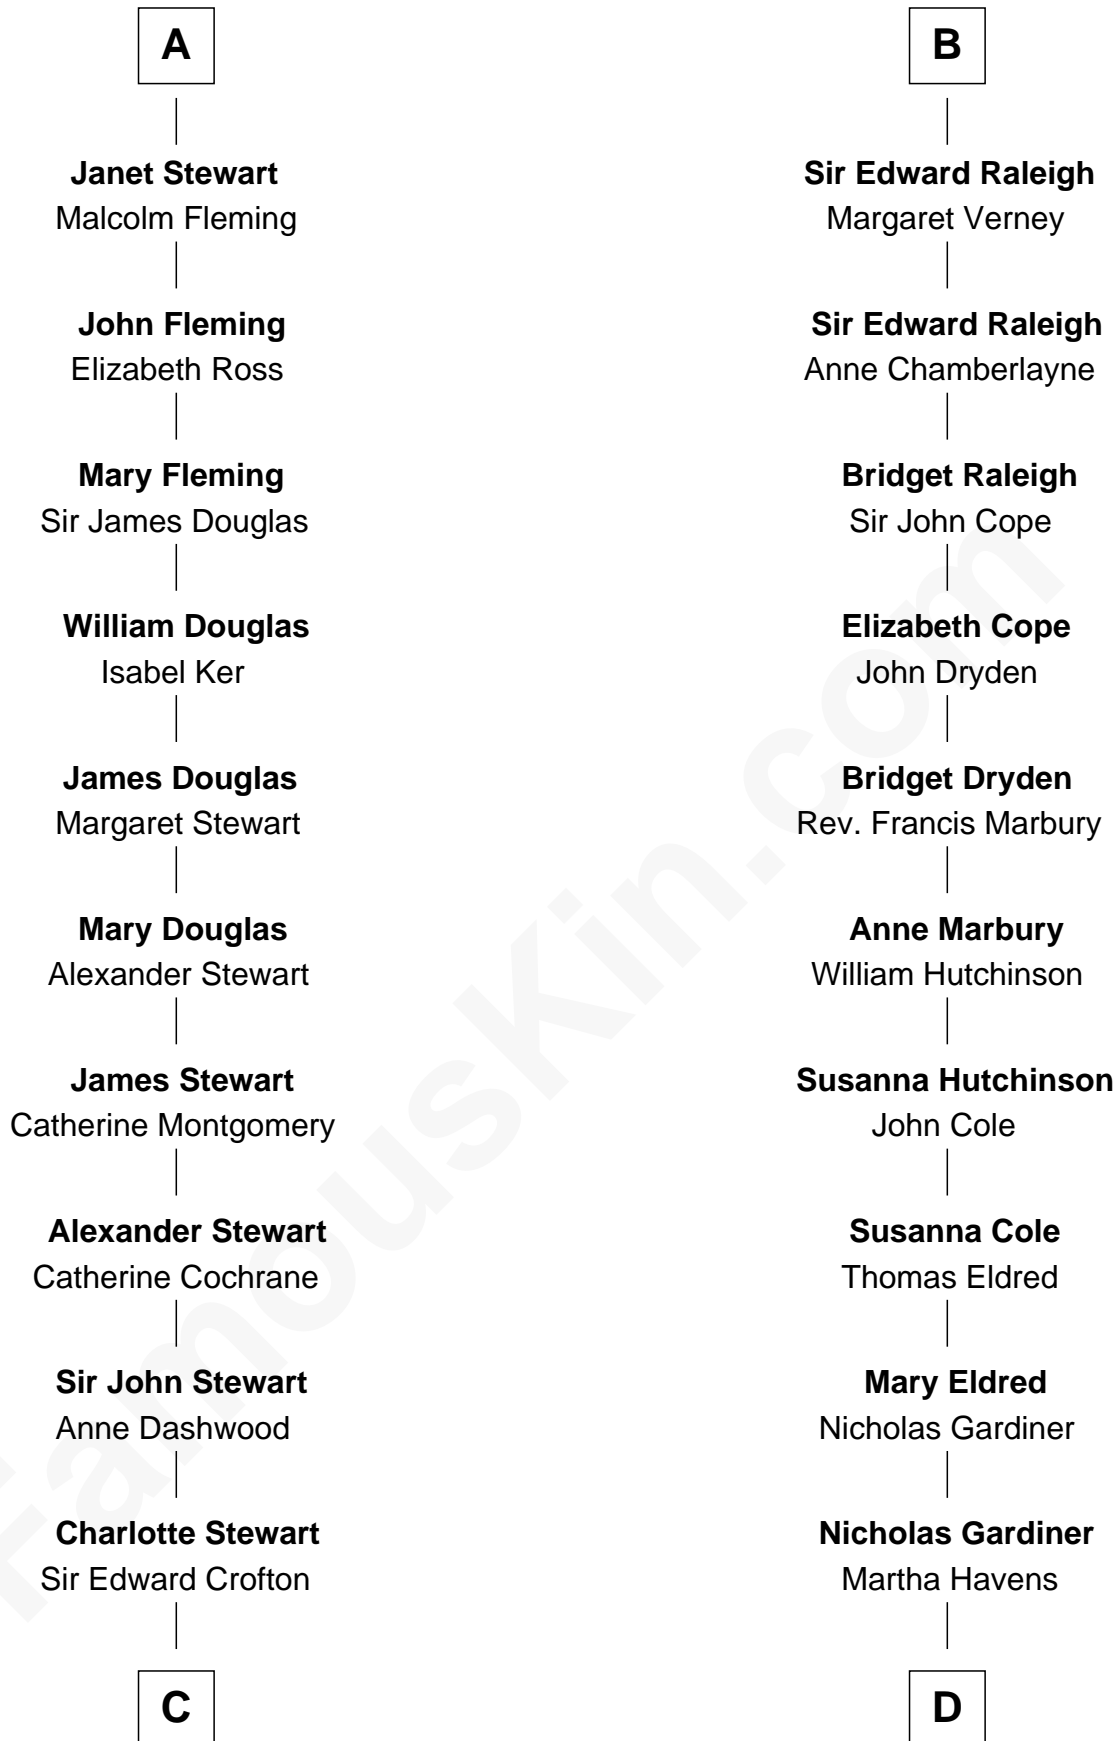 A
Janet Stewart
Malcolm Fleming
John Fleming
Elizabeth Ross
Mary Fleming
Sir James Douglas
William Douglas
Isabel Ker
James Douglas
Margaret Stewart
Mary Douglas
Alexander Stewart
James Stewart
Catherine Montgomery
Alexander Stewart
Catherine Cochrane
Sir John Stewart
Anne Dashwood
Charlotte Stewart
Sir Edward Crofton
C
B
Sir Edward Raleigh
Margaret Verney
Sir Edward Raleigh
Anne Chamberlayne
Bridget Raleigh
Sir John Cope
Elizabeth Cope
John Dryden
Bridget Dryden
Rev. Francis Marbury
Anne Marbury
William Hutchinson
Susanna Hutchinson
John Cole
Susanna Cole
Thomas Eldred
Mary Eldred
Nicholas Gardiner
Nicholas Gardiner
Martha Havens
D
FamousKin.com